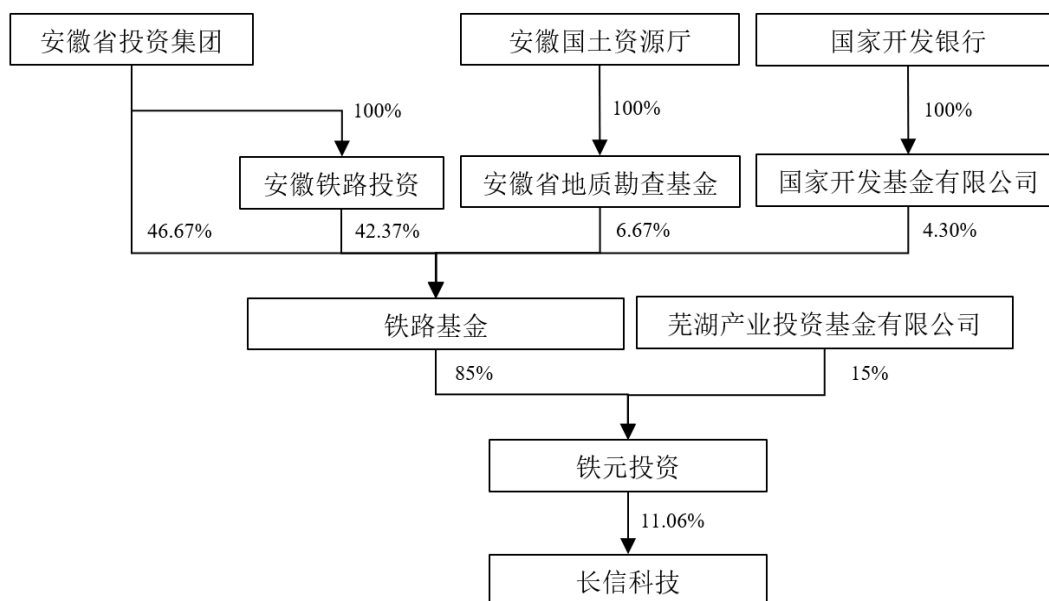 安徽省投资集团
安徽国土资源厅
国家开发银行
100%
100%
100%
安徽铁路投资
安徽省地质勘查基金
国家开发基金有限公司
46.67%
42.37%
6.67%
4.30%
铁路基金
芜湖产业投资基金有限公司
85%
15%
铁元投资
11.06%
长信科技